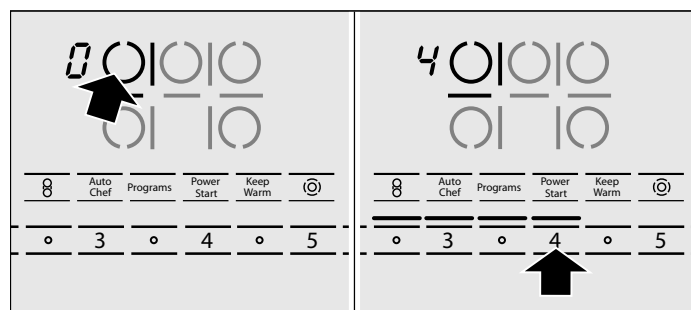 0
Auto
Chef
Programs
Power
Start
Keep
Warm
3
4
5
4
Auto
Chef
Programs
Power
Start
Keep
Warm
3
4
5